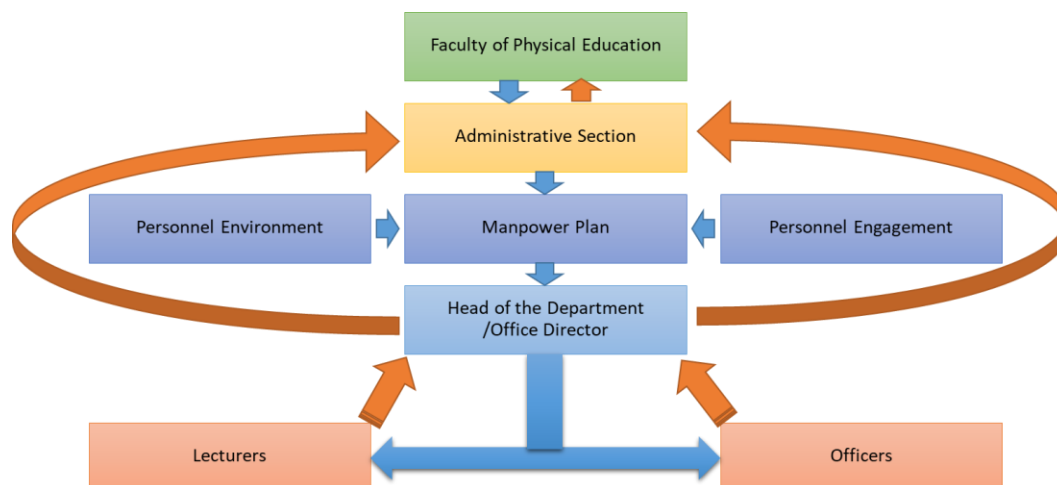 Faculty of Physical Education
Administrative Section
Personnel Environment
Manpower Plan
Personnel Engagement
Head of the Department
/Office Director
Lecturers
Officers